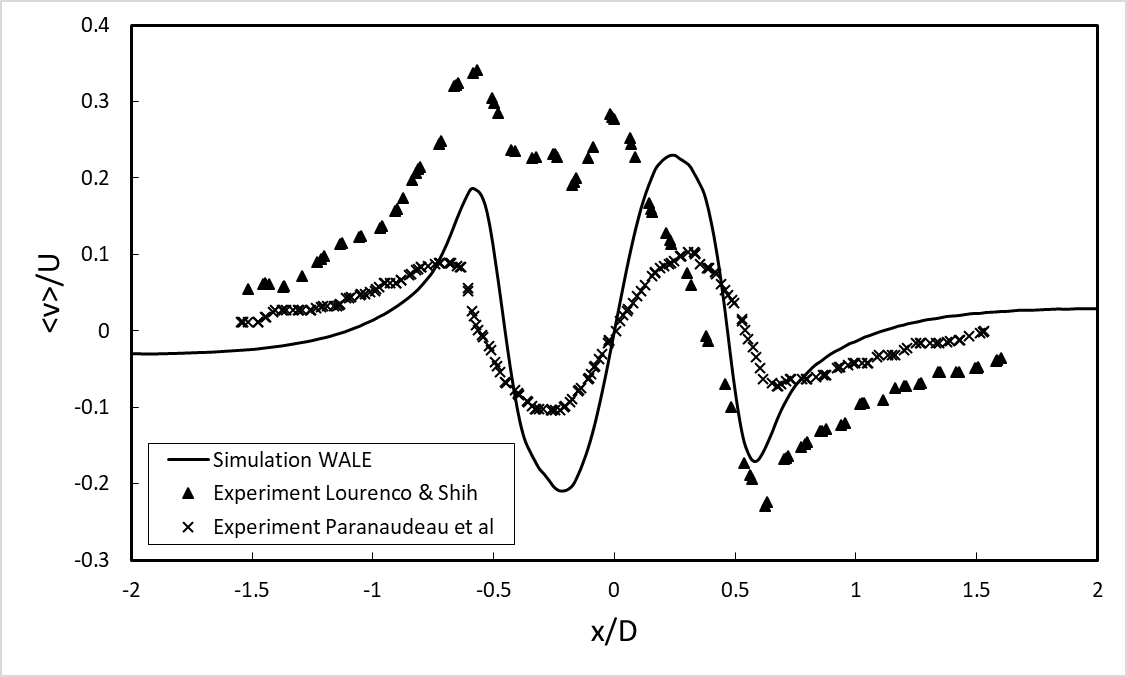 0.4
0.3
0.2
0.1
0
-0.1
-0.2
-0.3
<v>/U
Simulation WALE
Experiment Lourenco & Shih
Experiment Paranaudeau et al
-2 -1.5 -1 -0.5 0 0.5 1 1.5 2
x/D